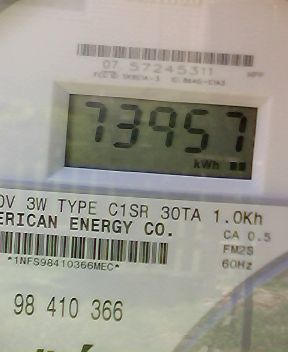 07 57245311
73957
kWh
0V 3W TYPE C1SR 30TA 1.0Kh
ERICAN ENERGY CO.
CA 0.5
FM2S
60Hz
*1NFS98410366MEC*
98 410 366